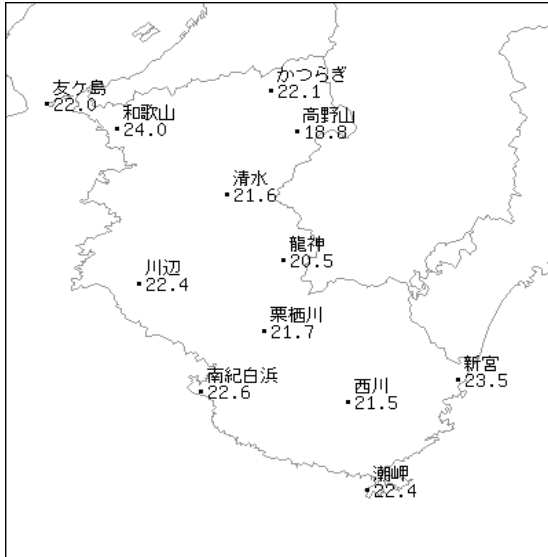 かつらぎ
22.1
友ケ島
22.0
和歌山
24.0
高野山
18.8
清水
21.6
龍神
20.5
川辺
22.4
栗栖川
21.7
新宮
23.5
南紀白浜
22.6
西川
21.5
潮岬
22.4